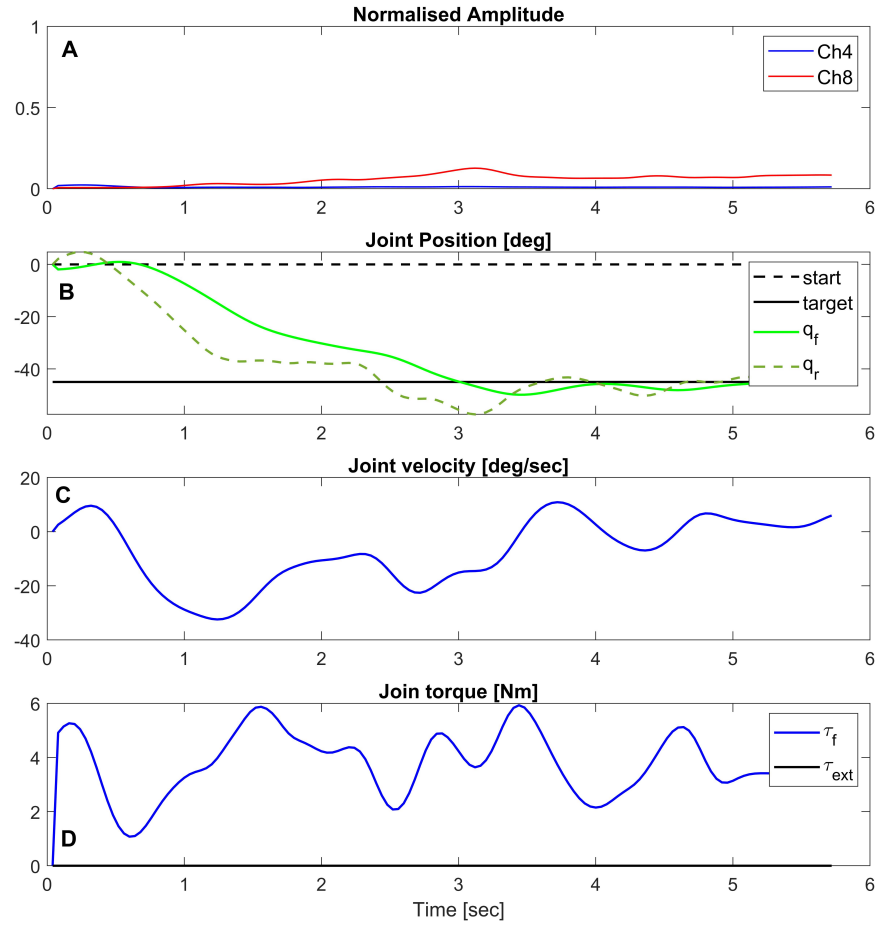 Normalised Amplitude
1
A
Ch4
Ch8
0.5
0
0 1 2 3 4 5 6
Joint Position [deg]
0
B
start
target
q_f
q_r
-20
-40
0 1 2 3 4 5 6
Joint velocity [deg/sec]
20
C
0
-20
-40
0 1 2 3 4 5 6
Join torque [Nm]
6
τ_f
τ_ext
4
2
D
0
0 1 2 3 4 5 6
Time [sec]